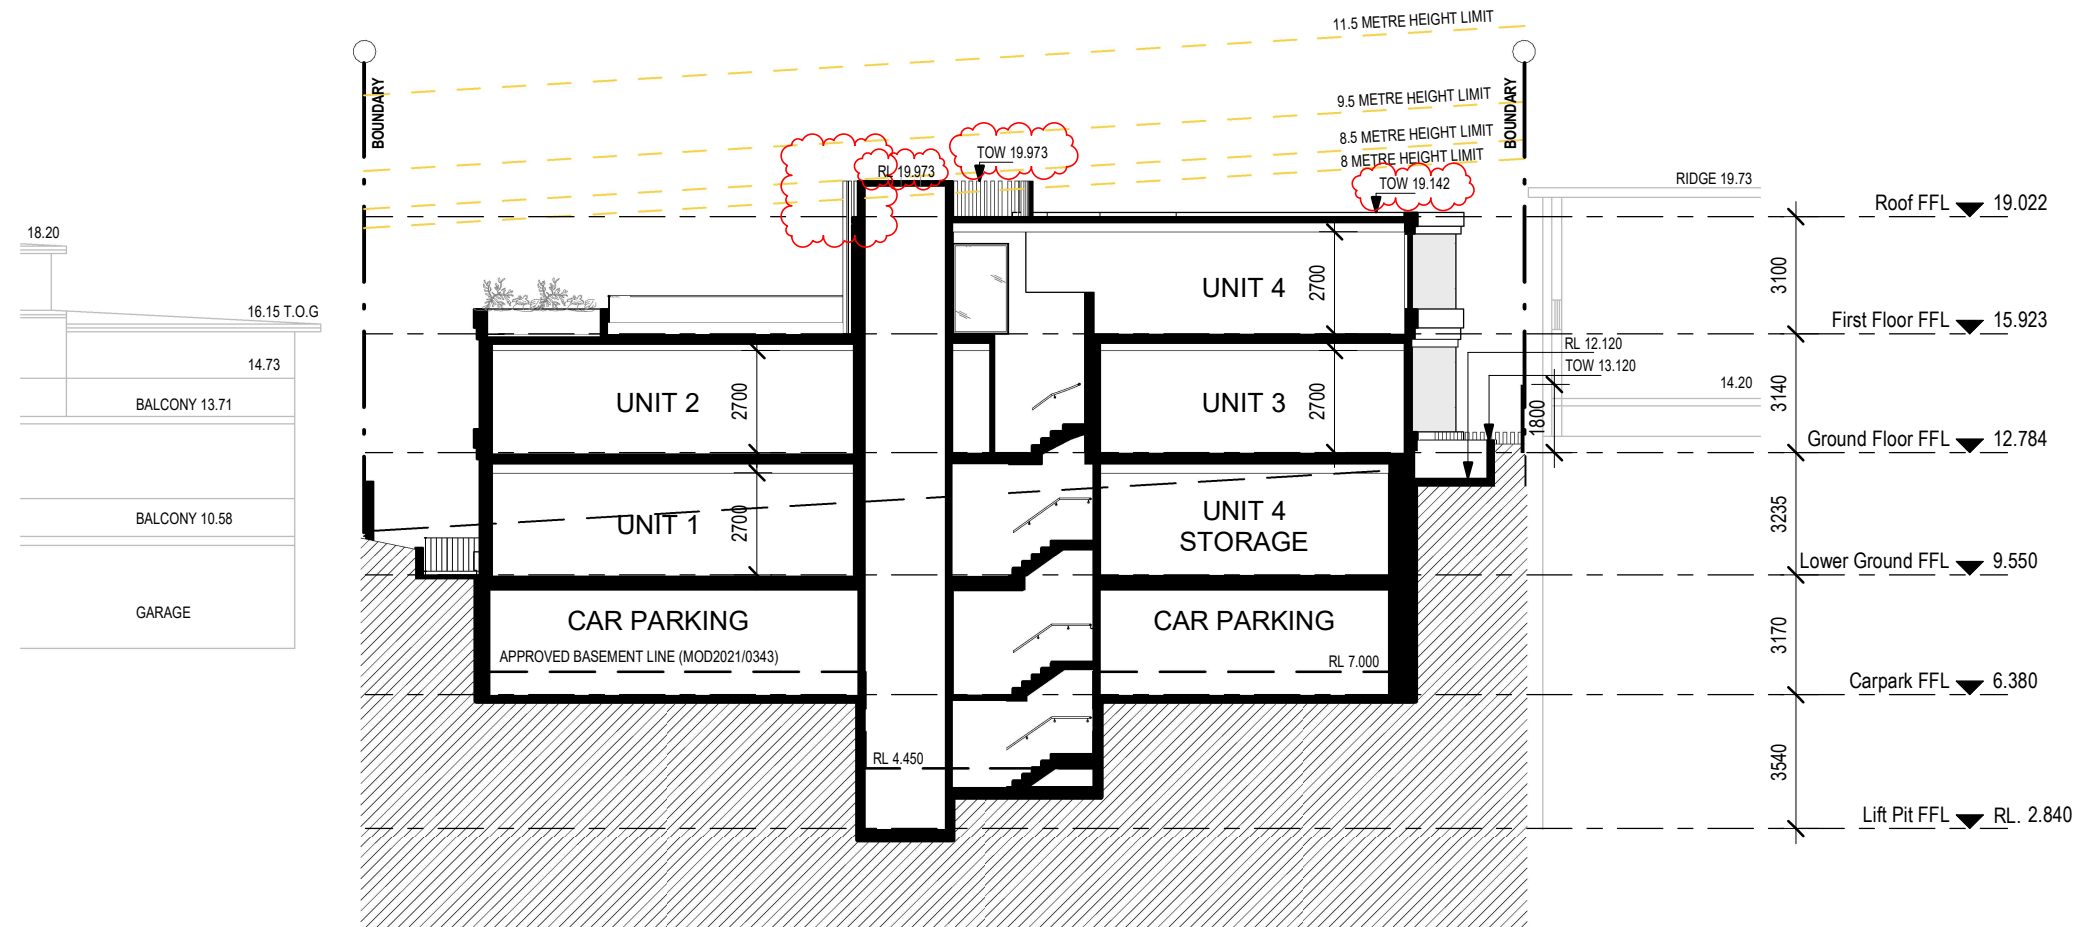 11.5 METRE HEIGHT LIMIT
BOUNDARY
BOUNDARY
9.5 METRE HEIGHT LIMIT
8.5 METRE HEIGHT LIMIT
8 METRE HEIGHT LIMIT
TOW 19.973
RL 19.973
TOW 19.142
RIDGE 19.73
Roof FFL 19.022
18.20
UNIT 4
2700
3100
16.15 T.O.G
First Floor FFL 15.923
RL 12.120
TOW 13.120
14.73
14.20
BALCONY 13.71
UNIT 2
2700
UNIT 3
2700
1800
3140
Ground Floor FFL 12.784
BALCONY 10.58
UNIT 1
2700
UNIT 4
STORAGE
3235
Lower Ground FFL 9.550
GARAGE
CAR PARKING
CAR PARKING
APPROVED BASEMENT LINE (MOD2021/0343)
RL 7.000
3170
Carpark FFL 6.380
RL 4.450
3540
Lift Pit FFL RL. 2.840